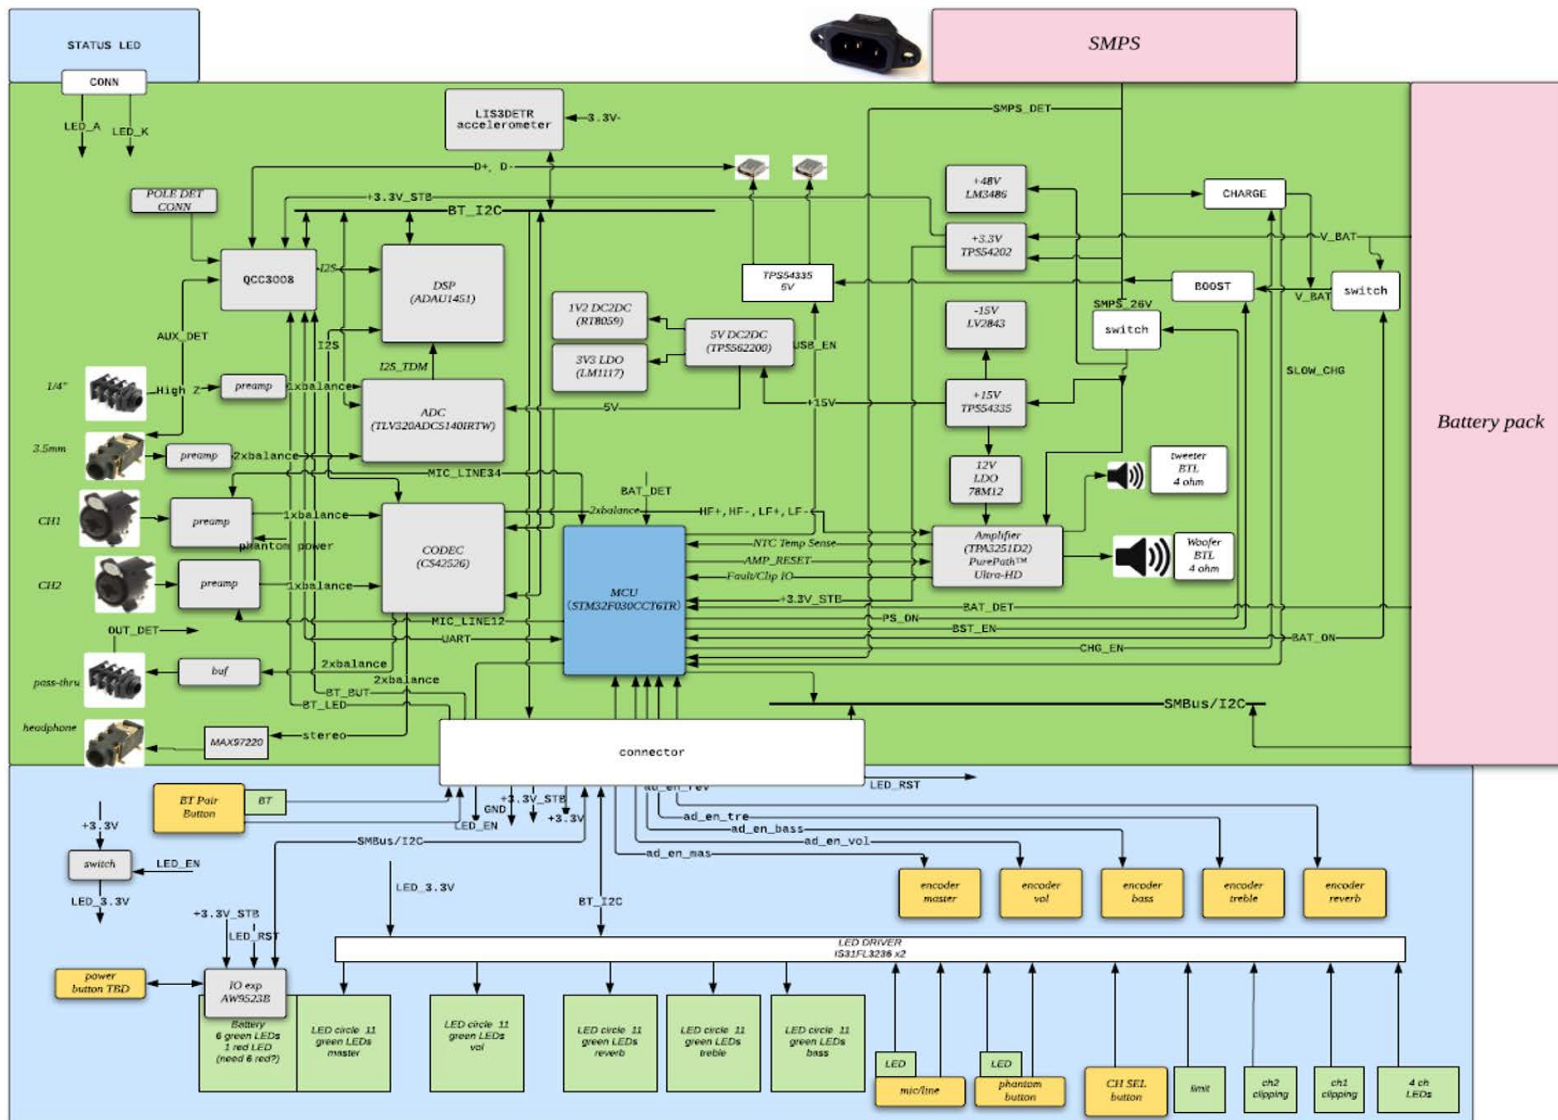 STATUS LED
CONN
LED_A
LED_K
SMPS
Battery pack
LIS3DETR
accelerometer
3.3V
SMPS_DET
D+, D-
POLE DET
CONN
+3.3V_STB
BT_I2C
+48V
LM3486
CHARGE
+3.3V
TPS54202
V_BAT
QCC3008
I2S
DSP
(ADAU1451)
TPS54335
5V
BOOST
V_BAT
switch
SMPS_26V
switch
1V2 DC2DC
(RT8059)
5V DC2DC
(TPS562200)
3V3 LDO
(LM1117)
USB_EN
-15V
LV2843
AUX_DET
I2S
I2S_TDM
SLOW_CHG
1/4"
High Z
preamp
1xbalance
ADC
(TLV320ADC5140IRTW)
5V
+15V
+15V
TPS54335
3.5mm
preamp
2xbalance
MIC_LINE34
12V
LDO
78M12
tweeter
BTL
4 ohm
BAT_DET
CH1
preamp
1xbalance
phantom power
CODEC
(CS42526)
2xbalance
HF+,HF-,LF+,LF-
NTC Temp Sense
AMP_RESET
Fault/Clip IO
Amplifier
(TPA3251D2)
PurePath™
Ultra-HD
Woofer
BTL
4 ohm
CH2
preamp
1xbalance
MCU
(STM32F030CCT6TR)
+3.3V_STB
BAT_DET
PS_ON
BST_EN
BAT_ON
CHG_EN
MIC_LINE12
UART
OUT_DET
pass-thru
buf
2xbalance
2xbalance
BT_BUT
BT_LED
SMBus/I2C
headphone
MAX97220
stereo
connector
LED_RST
BT Pair
Button
BT
LED_EN
GND
+3.3V_STB
+3.3V
ad_en_rev
ad_en_tre
ad_en_bass
ad_en_vol
ad_en_mas
+3.3V
switch
LED_EN
LED_3.3V
SMBus/I2C
LED_3.3V
BT_I2C
encoder
master
encoder
vol
encoder
bass
encoder
treble
encoder
reverb
+3.3V_STB
LED_RST
LED DRIVER
IS31FL3236 x2
power
button TBD
IO exp
AW9523B
Battery
6 green LEDs
1 red LED
(need 6 red?)
LED circle 11
green LEDs
master
LED circle 11
green LEDs
vol
LED circle 11
green LEDs
reverb
LED circle 11
green LEDs
treble
LED circle 11
green LEDs
bass
LED
mic/line
LED
phantom
button
CH SEL
button
limit
ch2
clipping
ch1
clipping
4 ch
LEDs